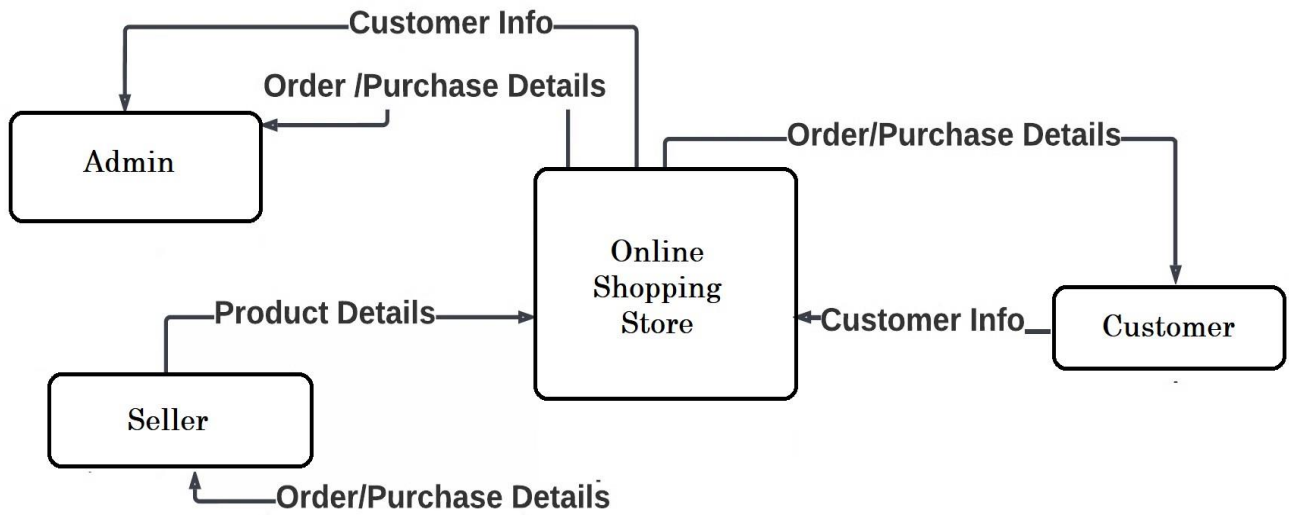 Customer Info
Order /Purchase Details
Order/Purchase Details
Admin
Online
Shopping
Store
Product Details
Customer Info
Customer
Seller
Order/Purchase Details